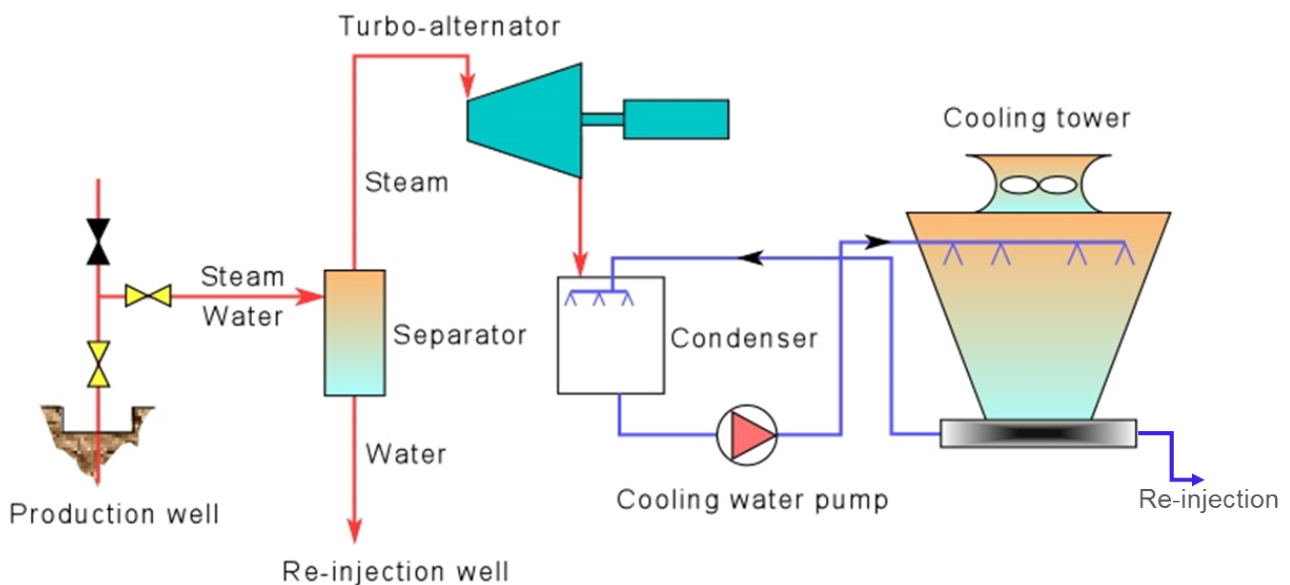 Turbo-alternator
Cooling tower
Steam
Steam
Water
Separator
Condenser
Water
Cooling water pump
Re-injection
Production well
Re-injection well